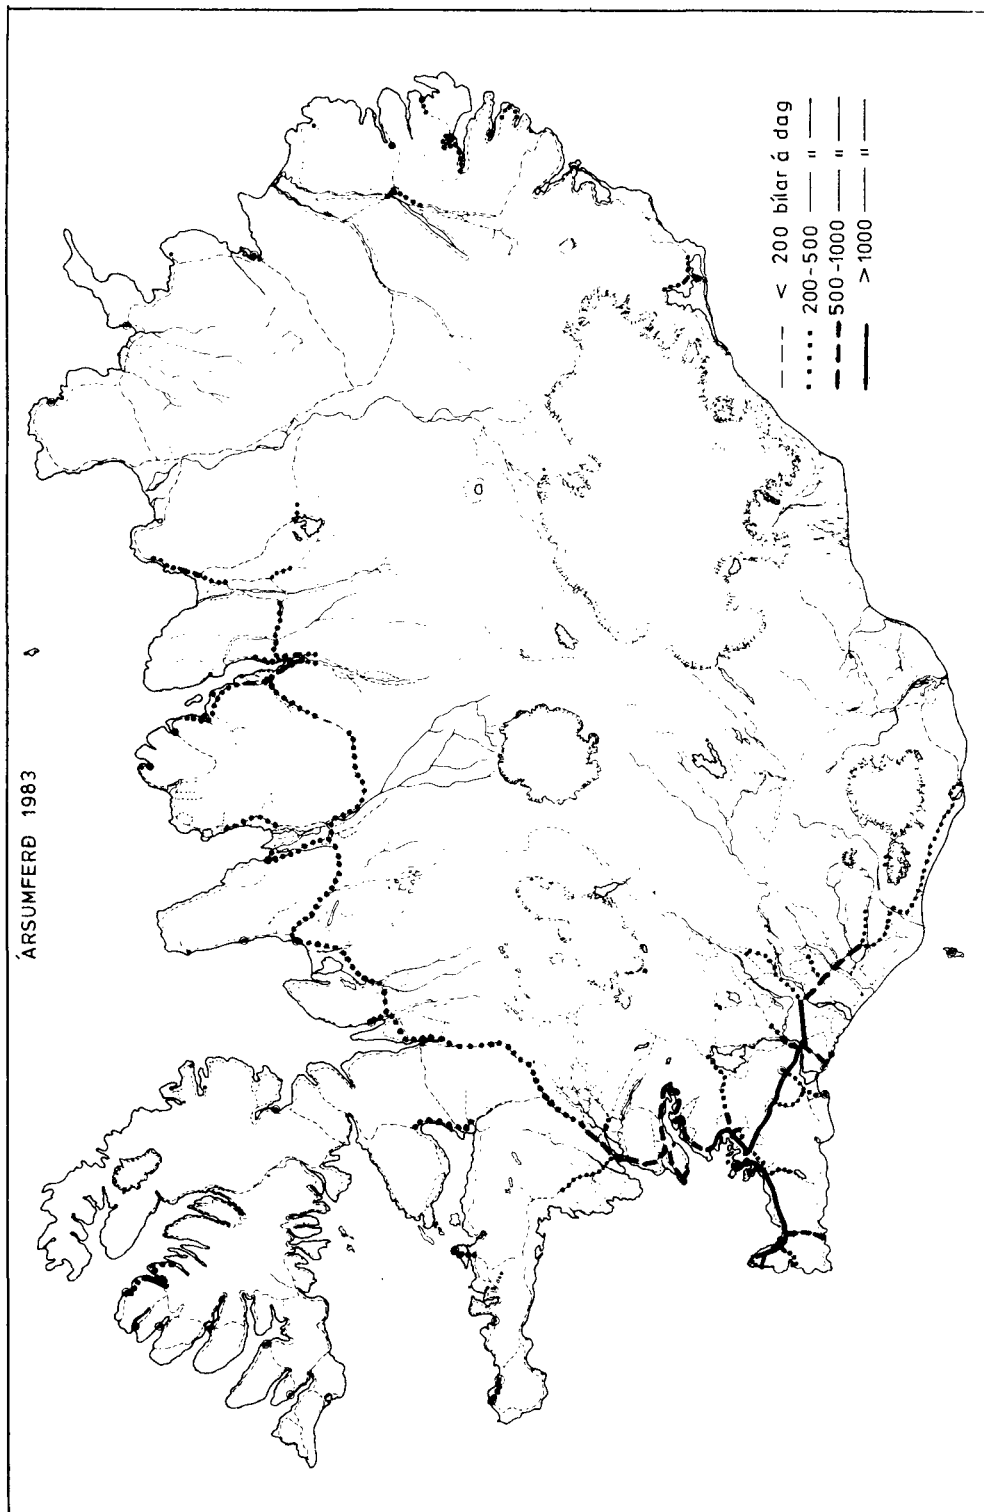 ÁRSUMFERÐ 1983
--- < 200 bílar á dag
•••• 200-500 — " —
--- 500-1000 — " —
— > 1000 — " —